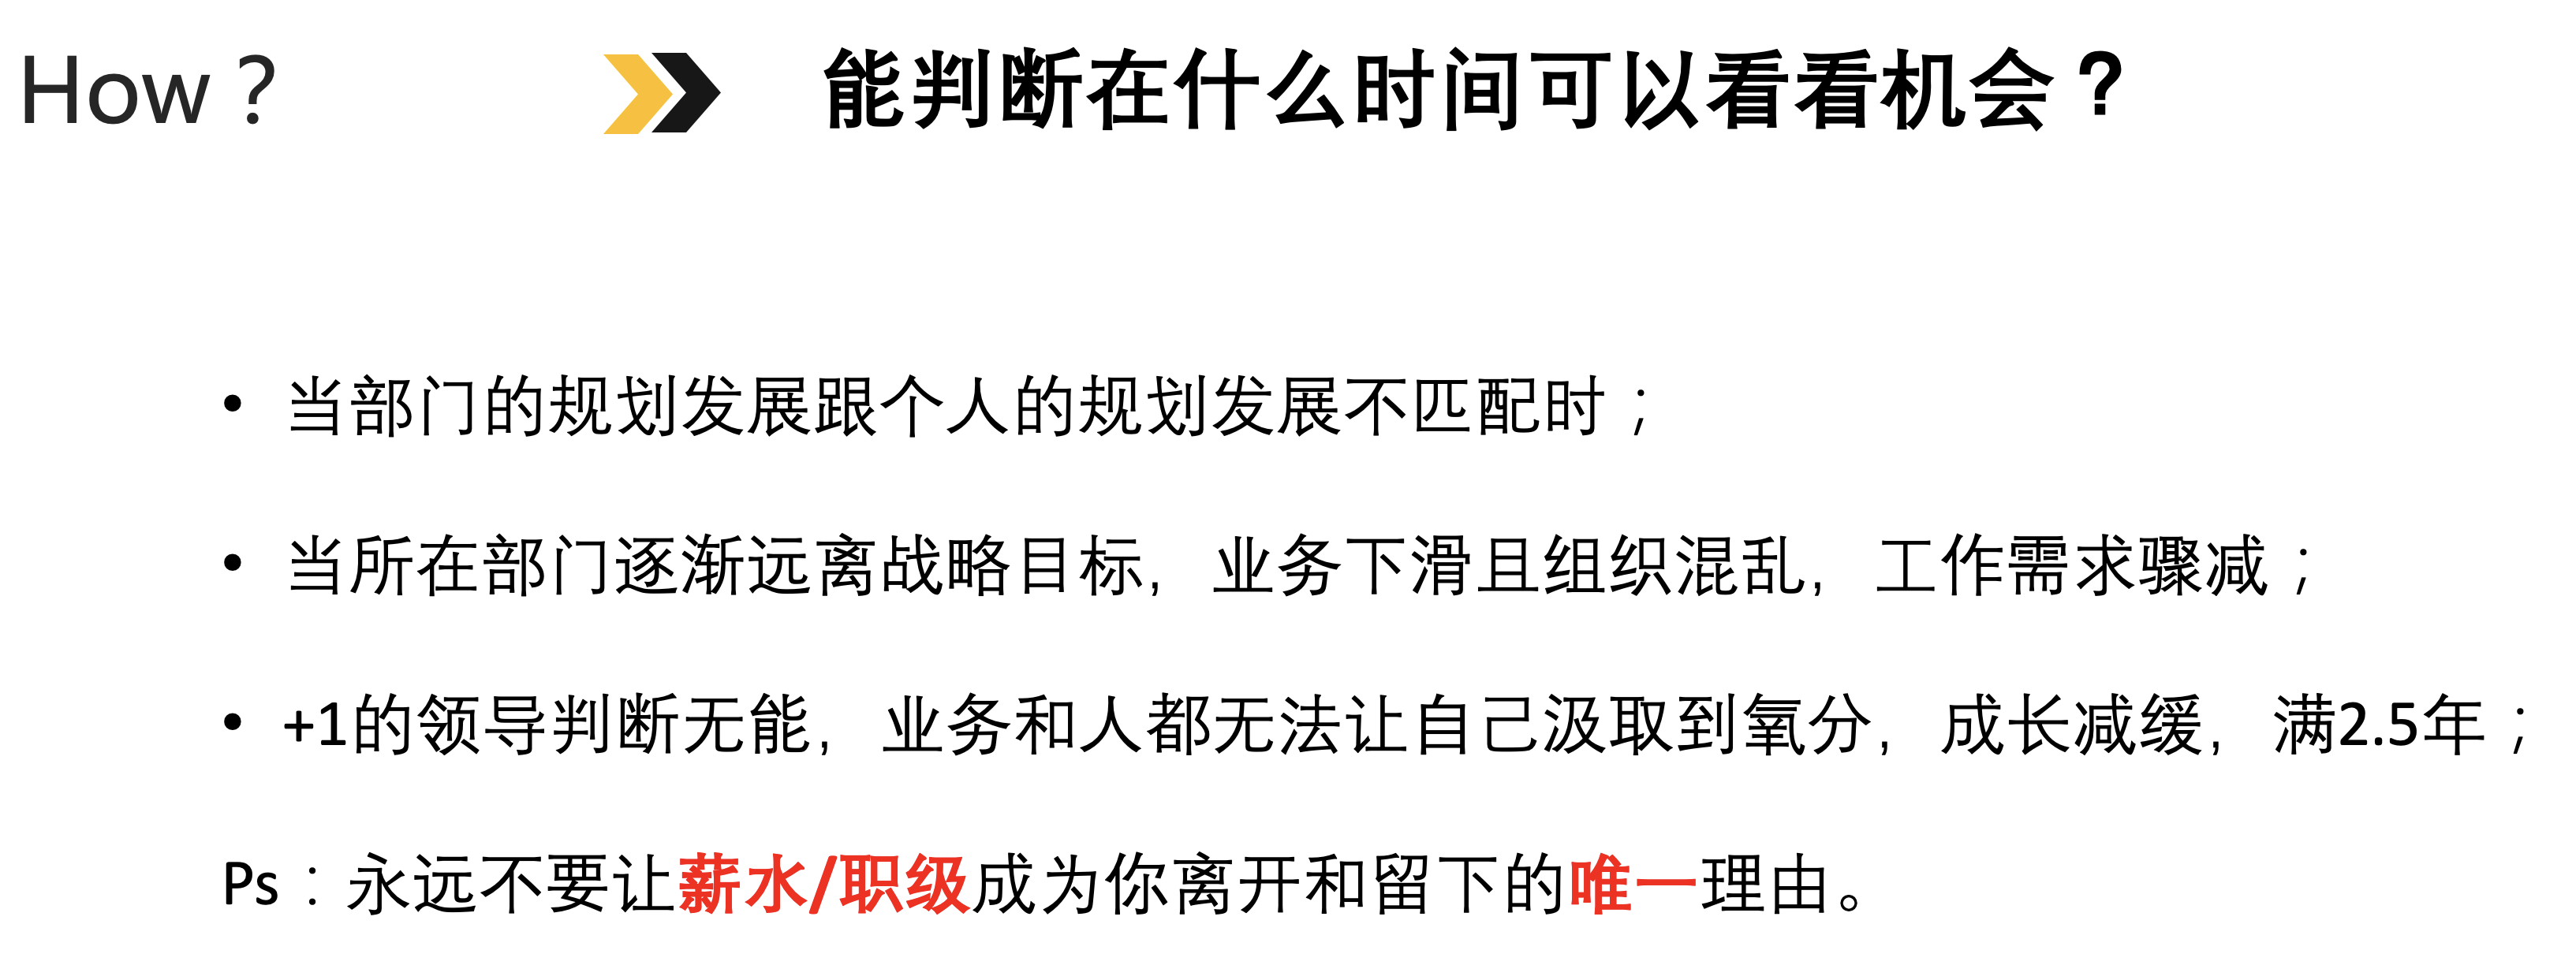 How？
能判断在什么时间可以看看机会？
• 当部门的规划发展跟个人的规划发展不匹配时；
• 当所在部门逐渐远离战略目标，业务下滑且组织混乱，工作需求骤减；
• +1的领导判断无能，业务和人都无法让自己汲取到氧分，成长减缓，满2.5年；
Ps：永远不要让薪水/职级成为你离开和留下的唯一理由。